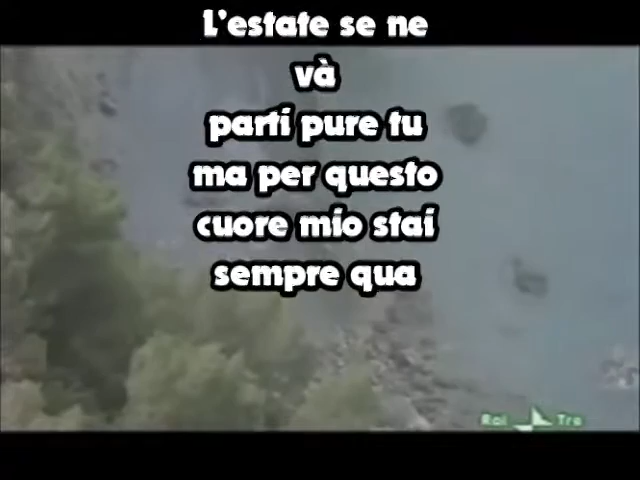 L'estate se ne
và
parti pure tu
ma per questo
cuore mio stai
sempre qua
Rai Tre